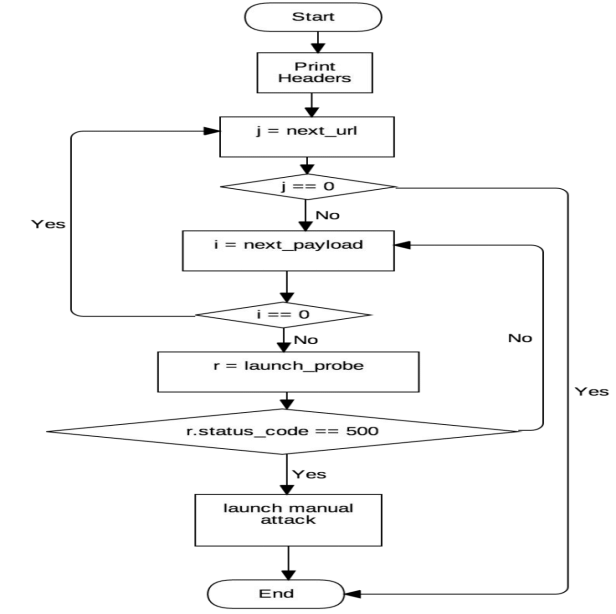 Start
Print
Headers
j = next_url
j == 0
Yes
No
i = next_payload
i == 0
No
No
r = launch_probe
Yes
r.status_code == 500
Yes
launch manual
attack
End